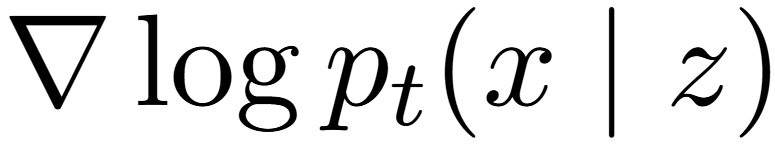 ∇ log p_t(x | z)